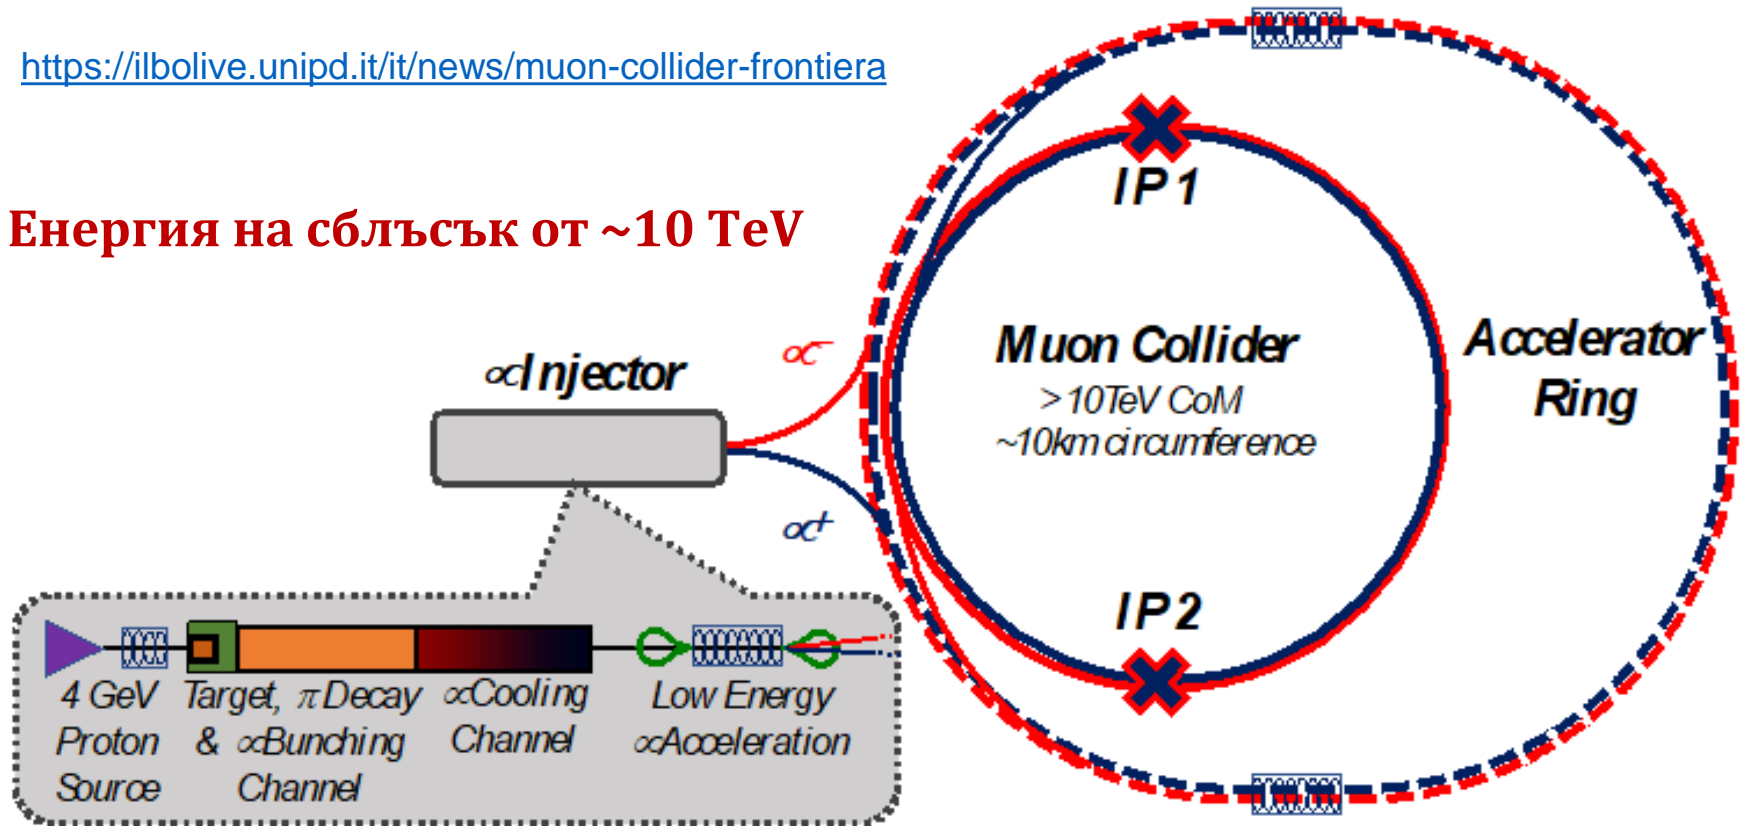 https://ilbolive.unipd.it/it/news/muon-collider-frontiera
Енергия на сблъсък от ~10 TeV
IP1
Muon Collider
>10TeV CoM
~10km circumference
Accelerator
Ring
∝Injector
∝-
∝+
IP2
4 GeV
Proton
Source
Target, π Decay
& ∝Bunching
Channel
∝Cooling
Channel
Low Energy
∝Acceleration